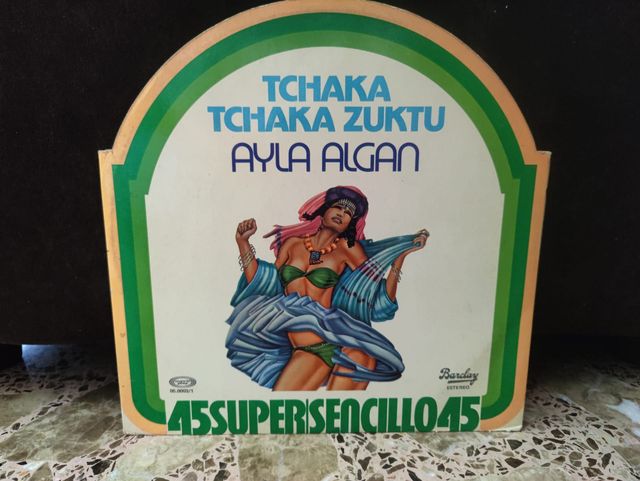 TCHAKA
TCHAKA ZUKTU
AYLA ALGAN
Barclay
ESTEREO
45SUPERSENCILLO45